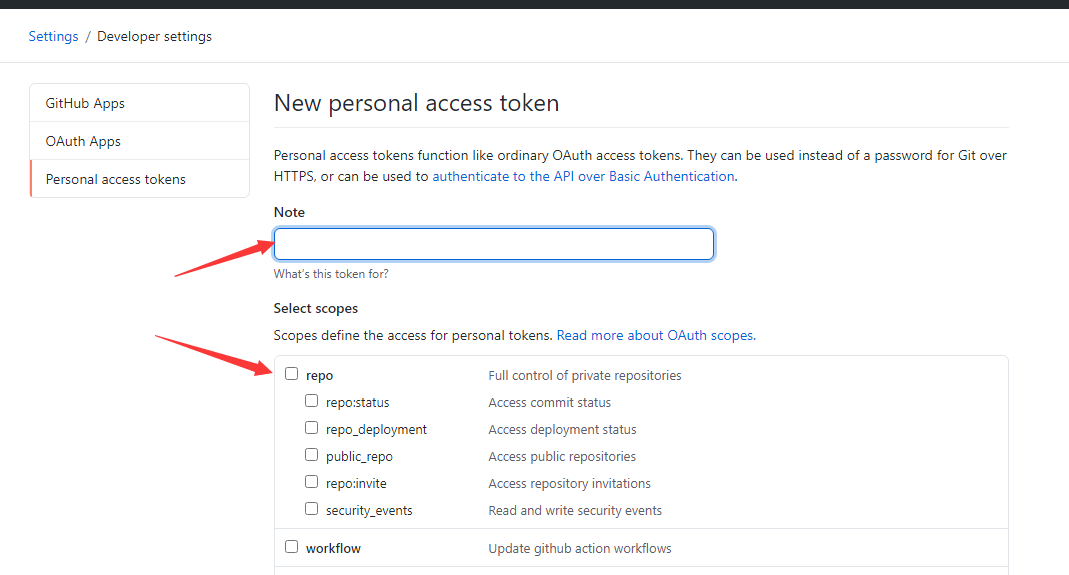 Settings / Developer settings
GitHub Apps
OAuth Apps
Personal access tokens
New personal access token
Personal access tokens function like ordinary OAuth access tokens. They can be used instead of a password for Git over
HTTPS, or can be used to authenticate to the API over Basic Authentication.
Note
What's this token for?
Select scopes
Scopes define the access for personal tokens. Read more about OAuth scopes.
repo Full control of private repositories
repo:status Access commit status
repo_deployment Access deployment status
public_repo Access public repositories
repo:invite Access repository invitations
security_events Read and write security events
workflow Update github action workflows